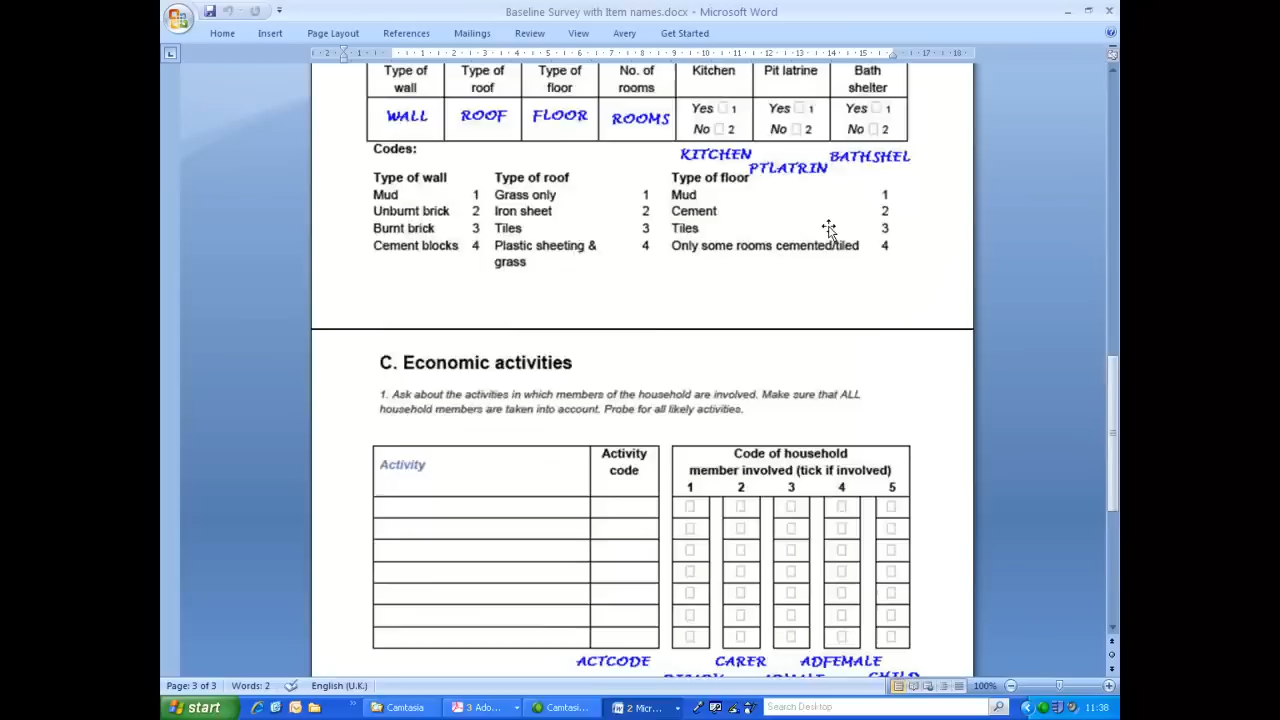 Baseline Survey with Item names.docx - Microsoft Word
Home Insert Page Layout References Mailings Review View Avery Get Started
Type of wall Type of roof Type of floor No. of rooms Kitchen Pit latrine Bath shelter
WALL ROOF FLOOR ROOMS Yes 1 Yes 1 Yes 1
No 2 No 2 No 2
Codes:
KITCHEN PTLATRIN BATHSHEL
Type of wall Type of roof Type of floor
Mud 1 Grass only 1 Mud 1
Unburnt brick 2 Iron sheet 2 Cement 2
Burnt brick 3 Tiles 3 Tiles 3
Cement blocks 4 Plastic sheeting & 4 Only some rooms cemented/tiled 4
grass
C. Economic activities
1. Ask about the activities in which members of the household are involved. Make sure that ALL
household members are taken into account. Probe for all likely activities.
Activity
Activity code
Code of household
member involved (tick if involved)
1 2 3 4 5
ACTCODE CARER ADFEMALE
CHILD
Page: 3 of 3 Words: 2 English (U.K.) 100%
start Camtasia 3 Ado... Camtasi... 2 Micr... Search Desktop 11:38